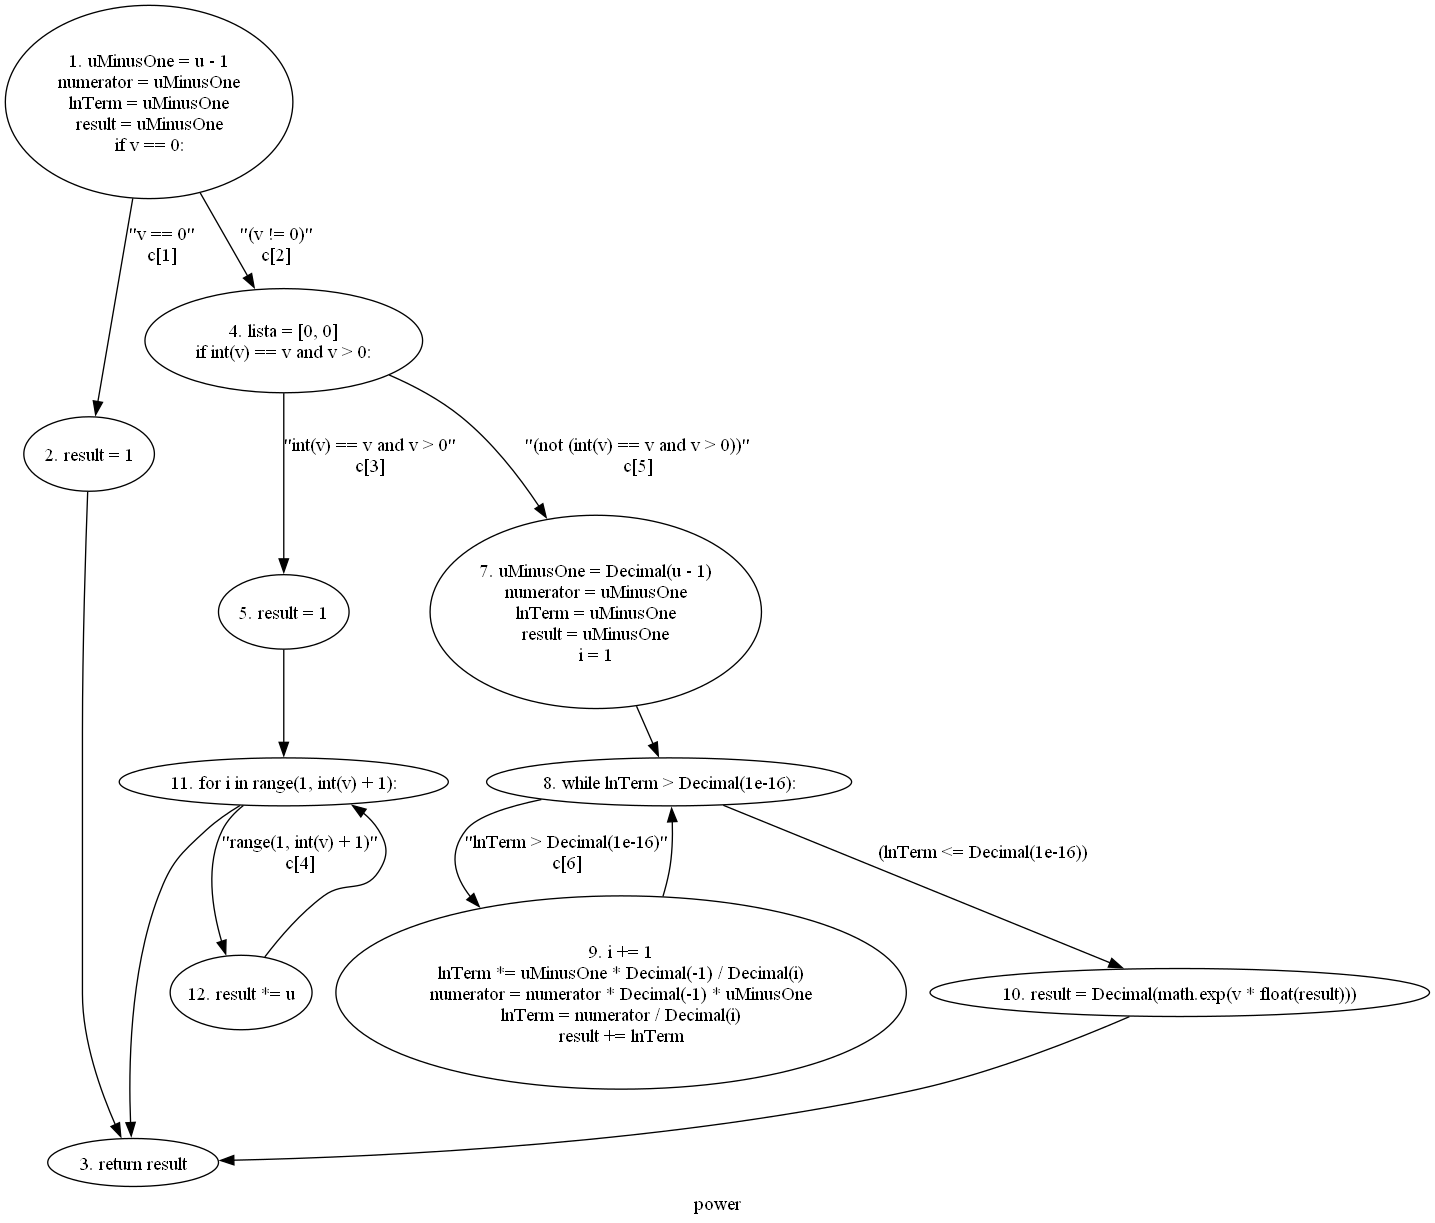 1. uMinusOne = u - 1
numerator = uMinusOne
lnTerm = uMinusOne
result = uMinusOne
if v == 0:
"v == 0"
c[1]
"(v != 0)"
c[2]
4. lista = [0, 0]
if int(v) == v and v > 0:
2. result = 1
"int(v) == v and v > 0"
c[3]
"(not (int(v) == v and v > 0))"
c[5]
5. result = 1
7. uMinusOne = Decimal(u - 1)
numerator = uMinusOne
lnTerm = uMinusOne
result = uMinusOne
i = 1
11. for i in range(1, int(v) + 1):
8. while lnTerm > Decimal(1e-16):
"range(1, int(v) + 1)"
c[4]
"lnTerm > Decimal(1e-16)"
c[6]
(lnTerm <= Decimal(1e-16))
12. result *= u
9. i += 1
lnTerm *= uMinusOne * Decimal(-1) / Decimal(i)
numerator = numerator * Decimal(-1) * uMinusOne
lnTerm = numerator / Decimal(i)
result += lnTerm
10. result = Decimal(math.exp(v * float(result)))
3. return result
power